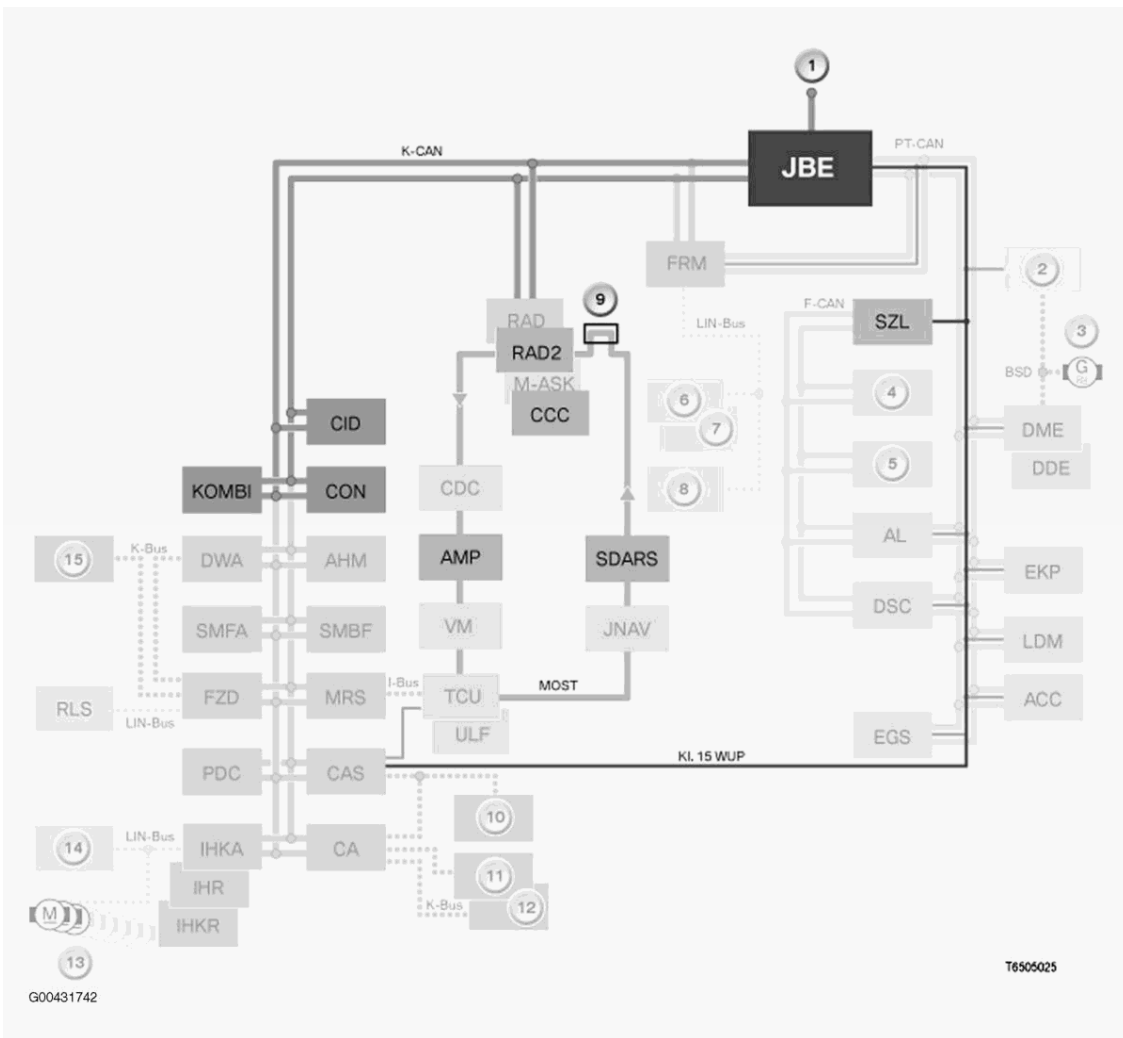 1
K-CAN
JBE
PT-CAN
FRM
2
9
F-CAN
RAD
SZL
LIN-Bus
3
RAD2
G
BSD
M-ASK
4
6
CCC
7
CID
DME
5
DDE
KOMBI
CON
CDC
8
15
K-Bus
DWA
AHM
AMP
SDARS
AL
EKP
SMFA
SMBF
VM
JNAV
DSC
LDM
RLS
LIN-Bus
FZD
MRS
I-Bus
TCU
MOST
ACC
ULF
EGS
PDC
CAS
KI. 15 WUP
10
14
LIN-Bus
IHKA
CA
11
IHR
K-Bus
12
M
IHKR
13
T6505025
G00431742